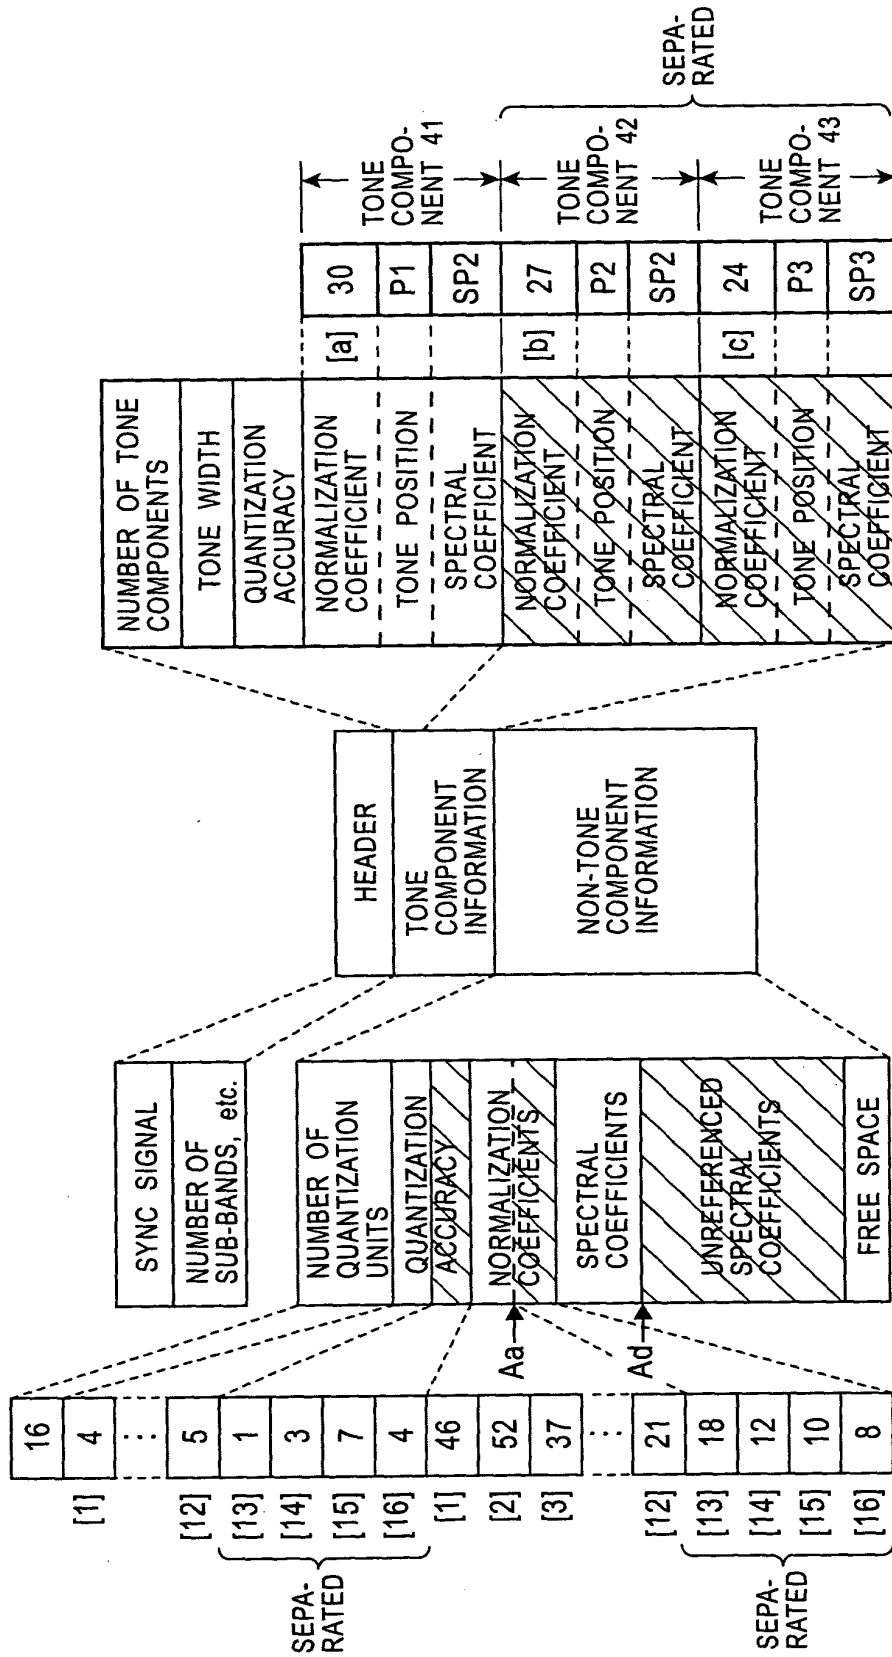 16
[1] 4
[12] 5
[13] 1
[14] 3
[15] 7
[16] 4
SEPA-
RATED
[1] 46
[2] 52
[3] 37
[12] 21
[13] 18
[14] 12
[15] 10
[16] 8
SEPA-
RATED
SYNC SIGNAL
NUMBER OF
SUB-BANDS, etc.
NUMBER OF
QUANTIZATION
UNITS
QUANTIZATION
ACCURACY
NORMALIZATION
COEFFICIENTS
SPECTRAL
COEFFICIENTS
UNREFERENCED
SPECTRAL
COEFFICIENTS
FREE SPACE
Aa
Ad
HEADER
TONE
COMPONENT
INFORMATION
NON-TONE
COMPONENT
INFORMATION
NUMBER OF TONE
COMPONENTS
TONE WIDTH
QUANTIZATION
ACCURACY
NORMALIZATION
COEFFICIENT
TONE POSITION
SPECTRAL
COEFFICIENT
NORMALIZATION
COEFFICIENT
TONE POSITION
SPECTRAL
COEFFICIENT
NORMALIZATION
COEFFICIENT
TONE POSITION
SPECTRAL
COEFFICIENT
[a] 30
P1
SP2
[b] 27
P2
SP2
[c] 24
P3
SP3
TONE
COMPO-
NENT 41
TONE
COMPO-
NENT 42
TONE
COMPO-
NENT 43
SEPA-
RATED